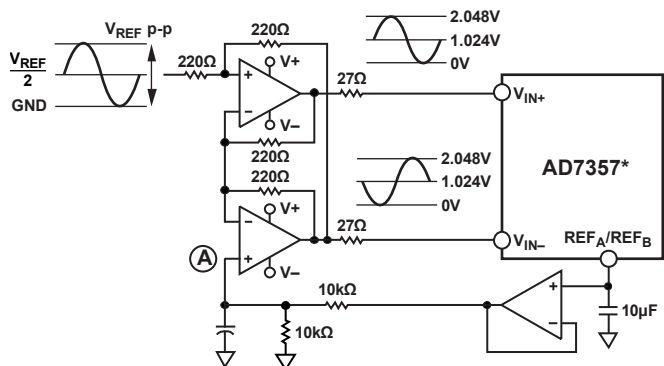 V_REF p-p
V_REF
2
GND
220Ω
220Ω
+
−
V+
V−
27Ω
220Ω
220Ω
V+
−
+
V−
27Ω
A
2.048V
1.024V
0V
2.048V
1.024V
0V
V_IN+
AD7357*
V_IN−
REF_A/REF_B
10kΩ
10kΩ
+
−
10µF